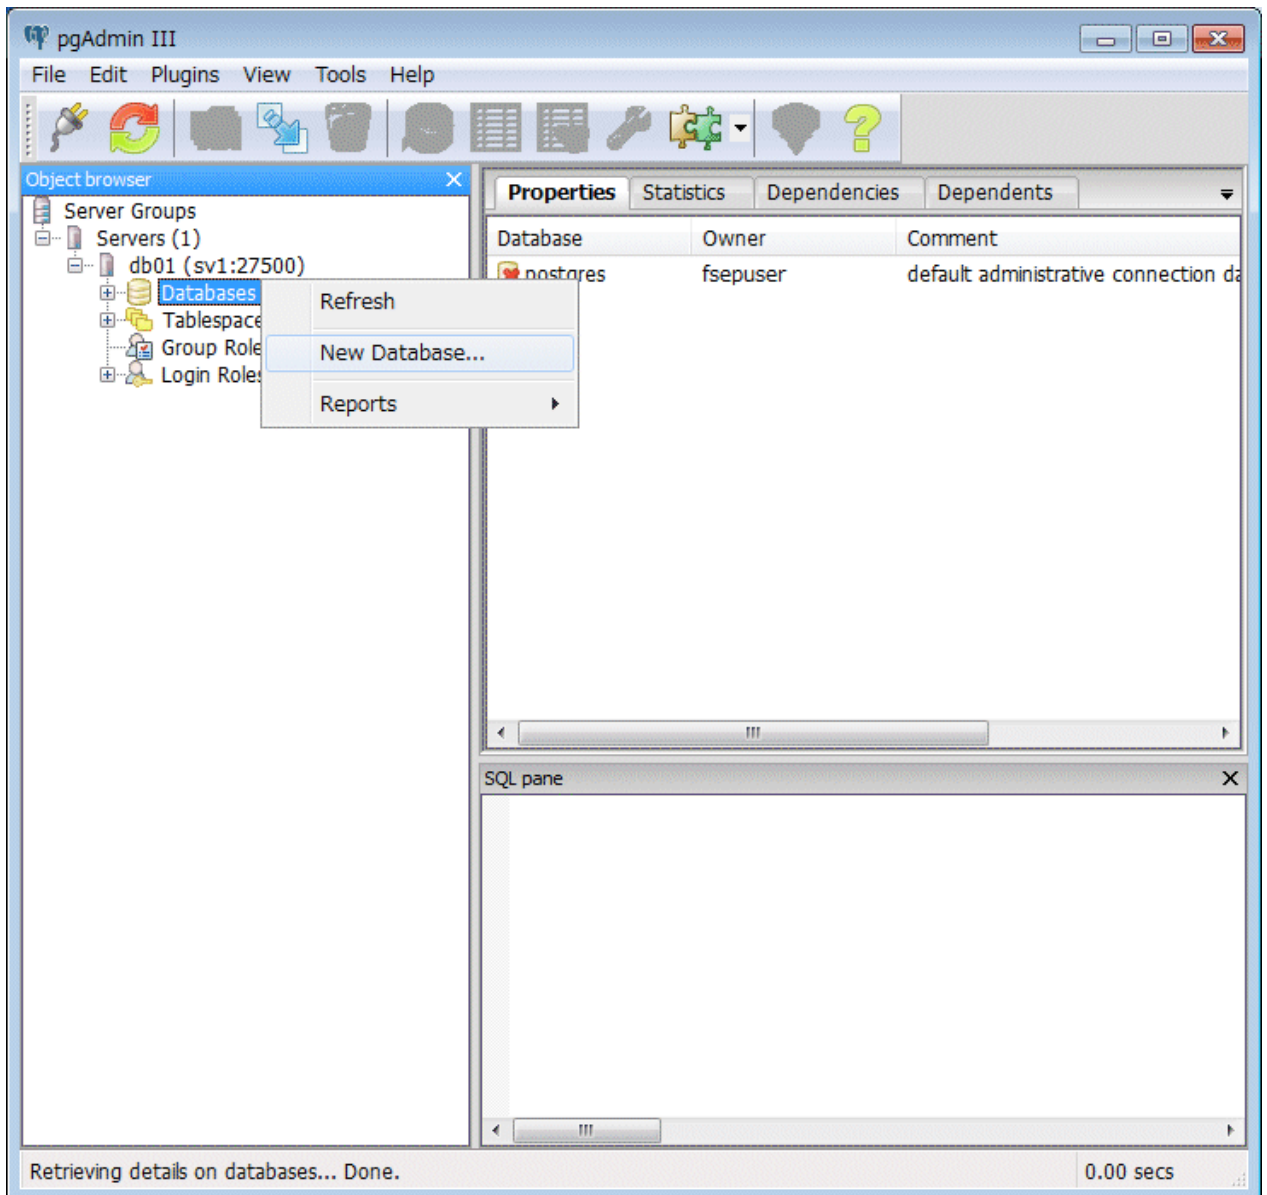 pgAdmin III
File Edit Plugins View Tools Help
Object browser
Server Groups
Servers (1)
db01 (sv1:27500)
Databases
Tablespace
Group Role
Login Roles
Refresh
New Database...
Reports
Properties Statistics Dependencies Dependents
Database Owner Comment
postgres fsepuser default administrative connection da
SQL pane
Retrieving details on databases... Done. 0.00 secs